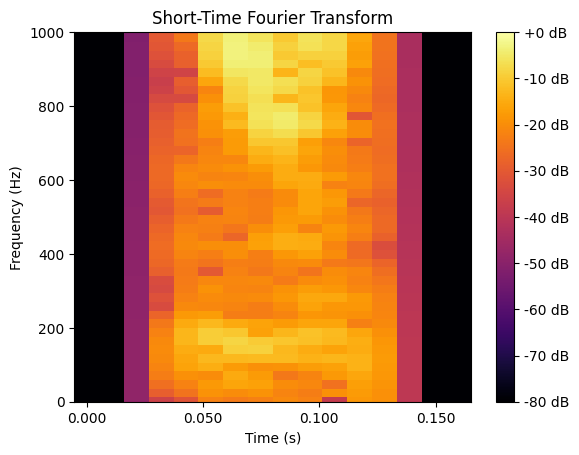 Short-Time Fourier Transform
Frequency (Hz)
1000
800
600
400
200
0
0.000
0.050
0.100
0.150
Time (s)
+0 dB
-10 dB
-20 dB
-30 dB
-40 dB
-50 dB
-60 dB
-70 dB
-80 dB